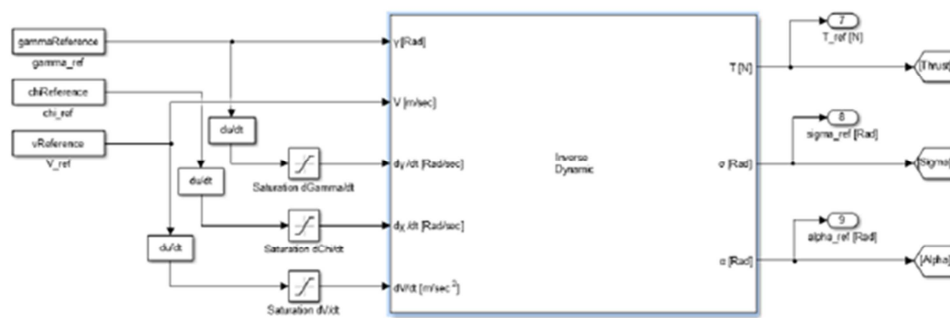 gammaReference
gamma_ref
chiReference
chi_ref
vReference
V_ref
du/dt
du/dt
du/dt
Saturation dGamma/dt
Saturation dChi/dt
Saturation dV/dt
γ [Rad]
V [m/sec]
dγ/dt [Rad/sec]
dχ/dt [Rad/sec]
dV/dt [m/sec²]
Inverse
Dynamic
T [N]
σ [Rad]
α [Rad]
7
T_ref [N]
[Thrust]
8
sigma_ref [Rad]
[Sigma]
9
alpha_ref [Rad]
[Alpha]